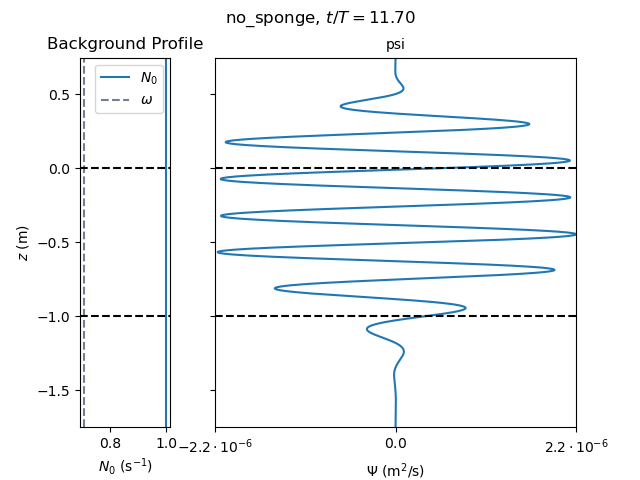 no_sponge, t/T = 11.70
Background Profile
psi
N₀
ω
0.5
0.0
−0.5
−1.0
−1.5
z (m)
0.8
1.0
−2.2 · 10⁻⁶
0.0
2.2 · 10⁻⁶
N₀ (s⁻¹)
Ψ (m²/s)